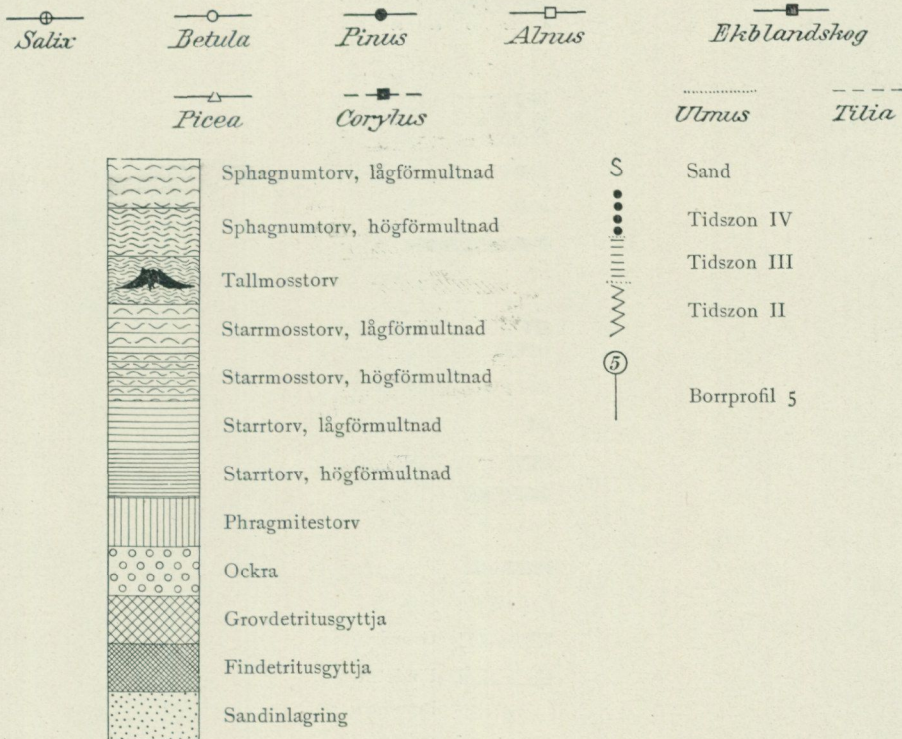 Salix Betula Pinus Alnus Ekblandskog
Picea Corylus Ulmus Tilia
Sphagnumtorv, lågförmultnad
Sphagnumtorv, högförmultnad
Tallmosstorv
Starrmosstorv, lågförmultnad
Starrmosstorv, högförmultnad
Starrtorv, lågförmultnad
Starrtorv, högförmultnad
Phragmitestorv
Ockra
Grovdetritusgyttja
Findetritusgyttja
Sandinlagring
S Sand
Tidszon IV
Tidszon III
Tidszon II
5
Borrprofil 5